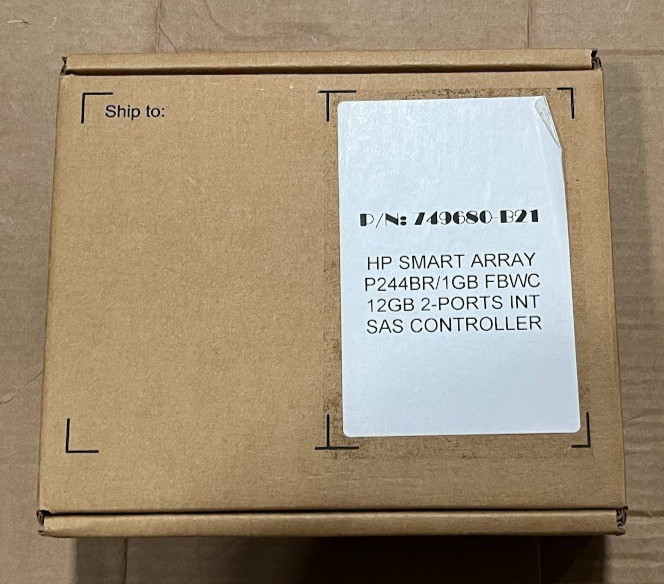 Ship to:
P/N: 749680-B21
HP SMART ARRAY
P244BR/1GB FBWC
12GB 2-PORTS INT
SAS CONTROLLER